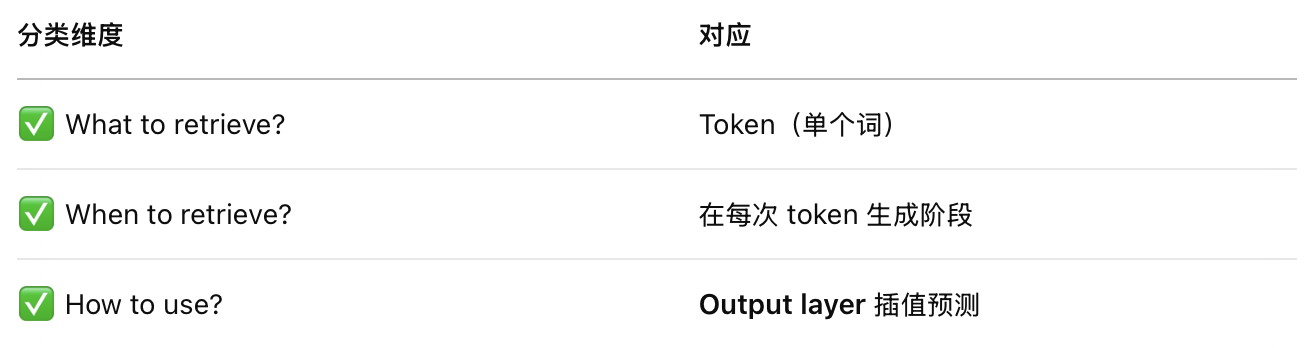 分类维度 对应
✅ What to retrieve? Token（单个词）
✅ When to retrieve? 在每次 token 生成阶段
✅ How to use? Output layer 插值预测